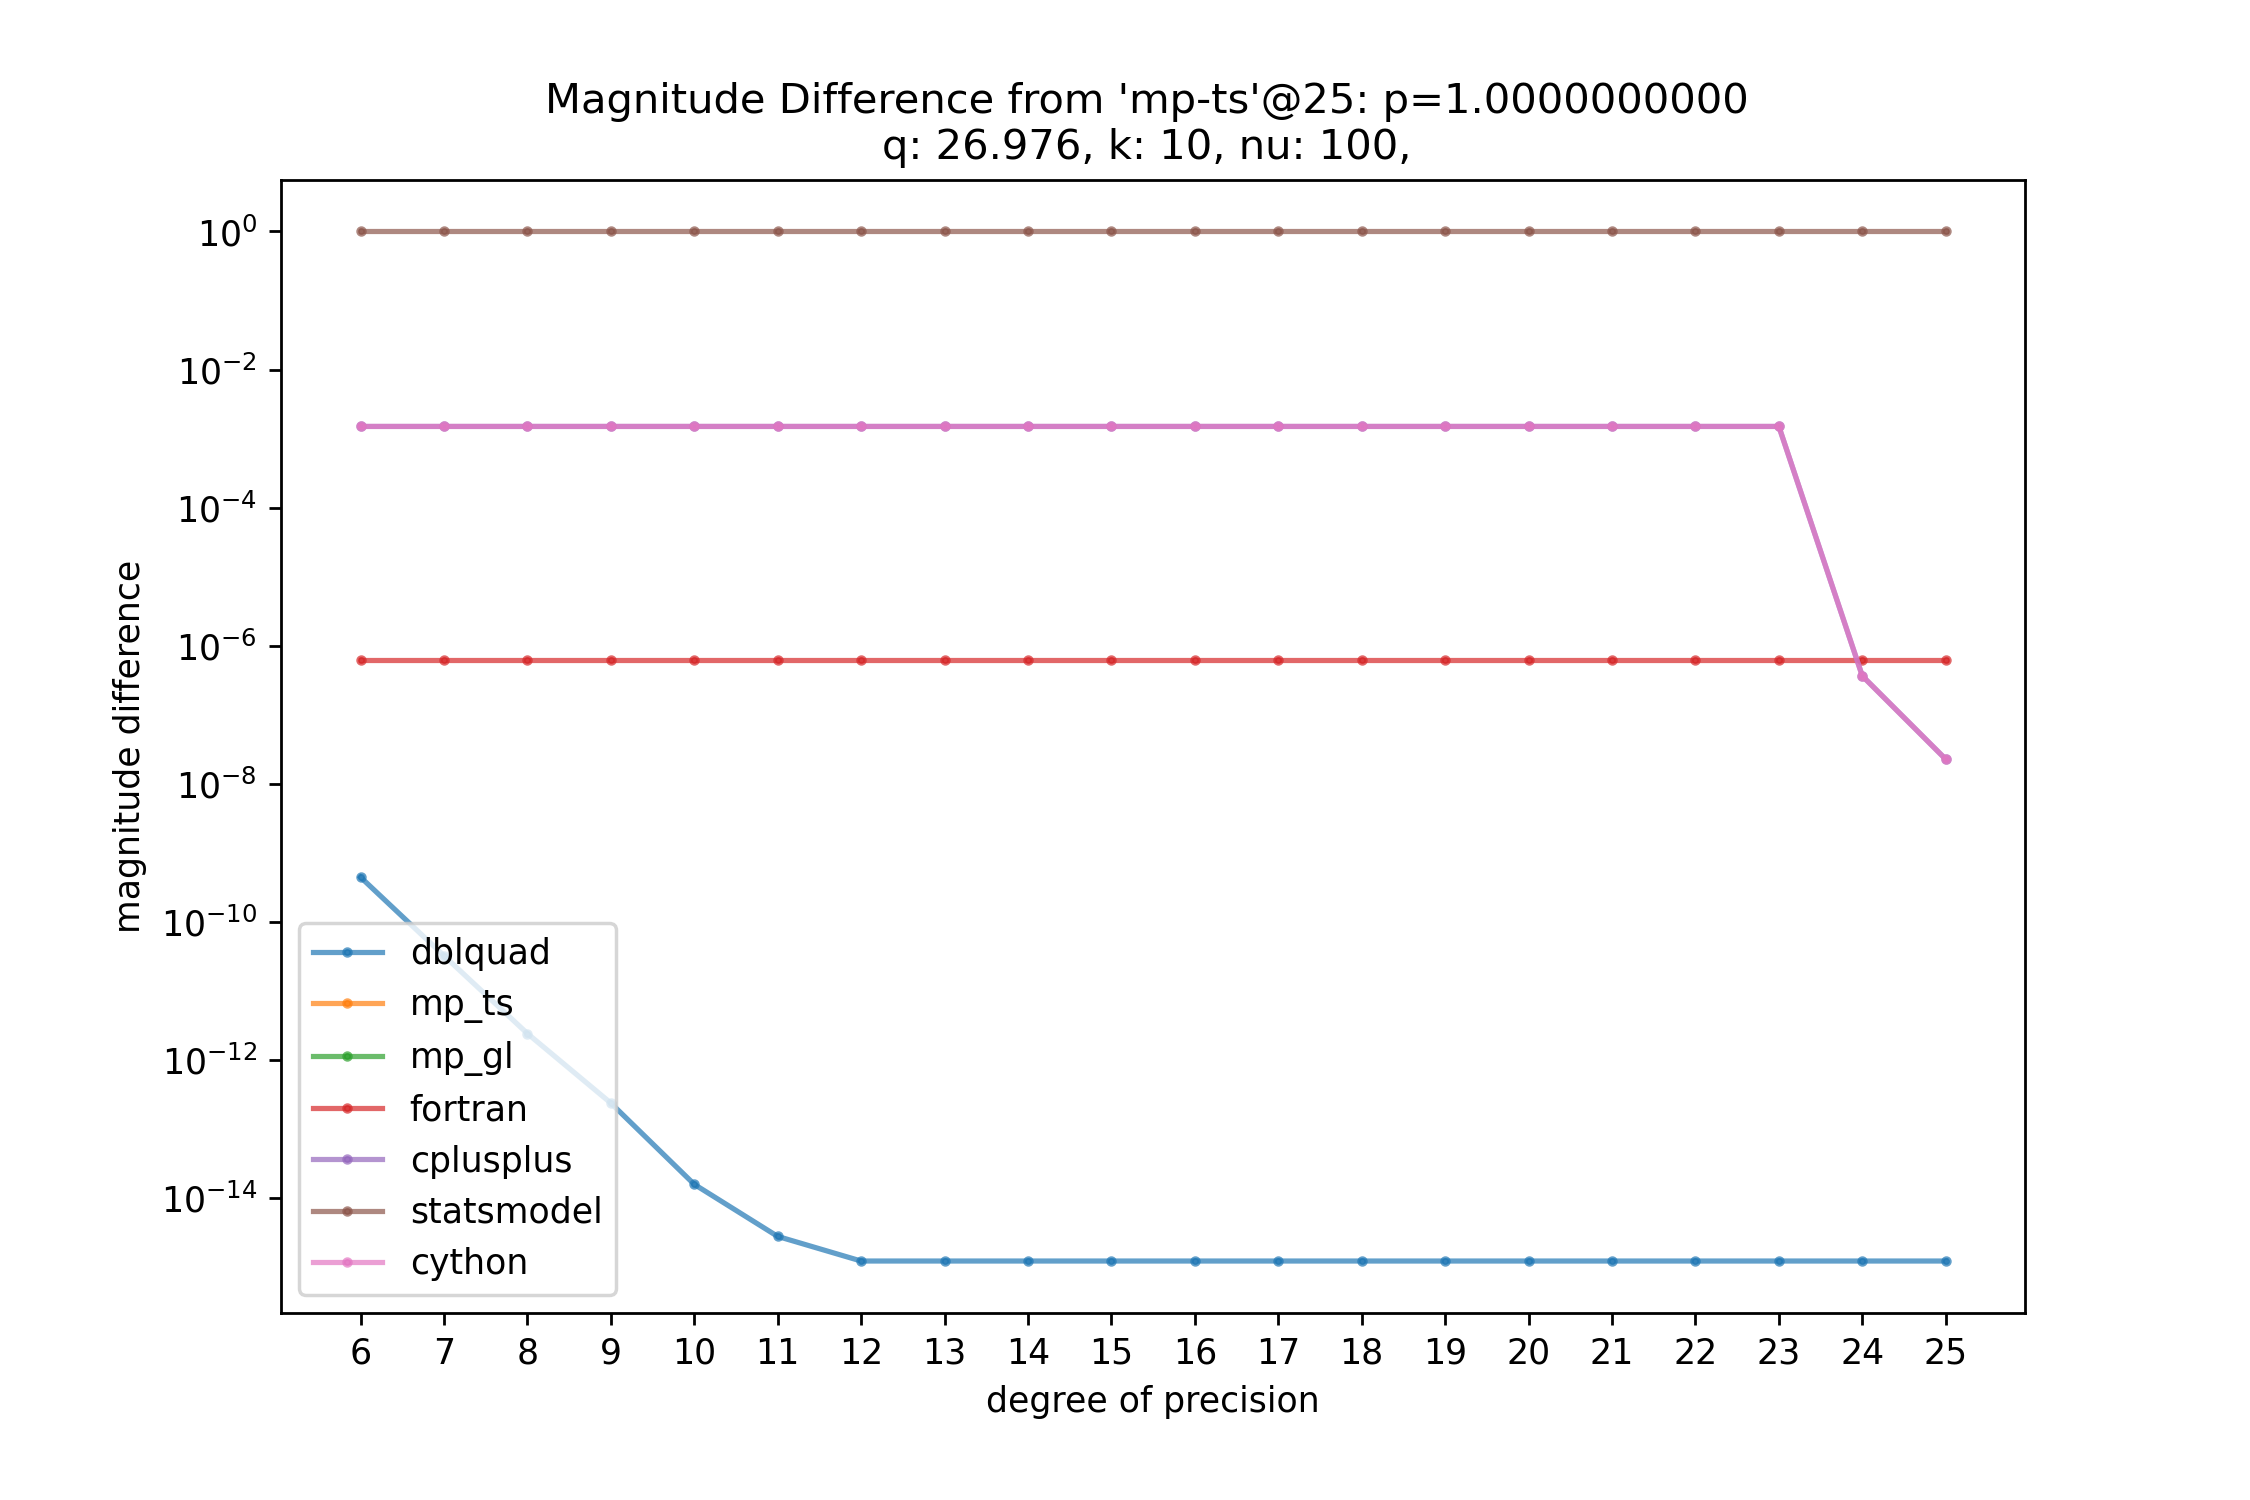 Magnitude Difference from 'mp-ts'@25: p=1.0000000000
q: 26.976, k: 10, nu: 100,
magnitude difference
10⁰
10⁻²
10⁻⁴
10⁻⁶
10⁻⁸
10⁻¹⁰
10⁻¹²
10⁻¹⁴
dblquad
mp_ts
mp_gl
fortran
cplusplus
statsmodel
cython
6 7 8 9 10 11 12 13 14 15 16 17 18 19 20 21 22 23 24 25
degree of precision